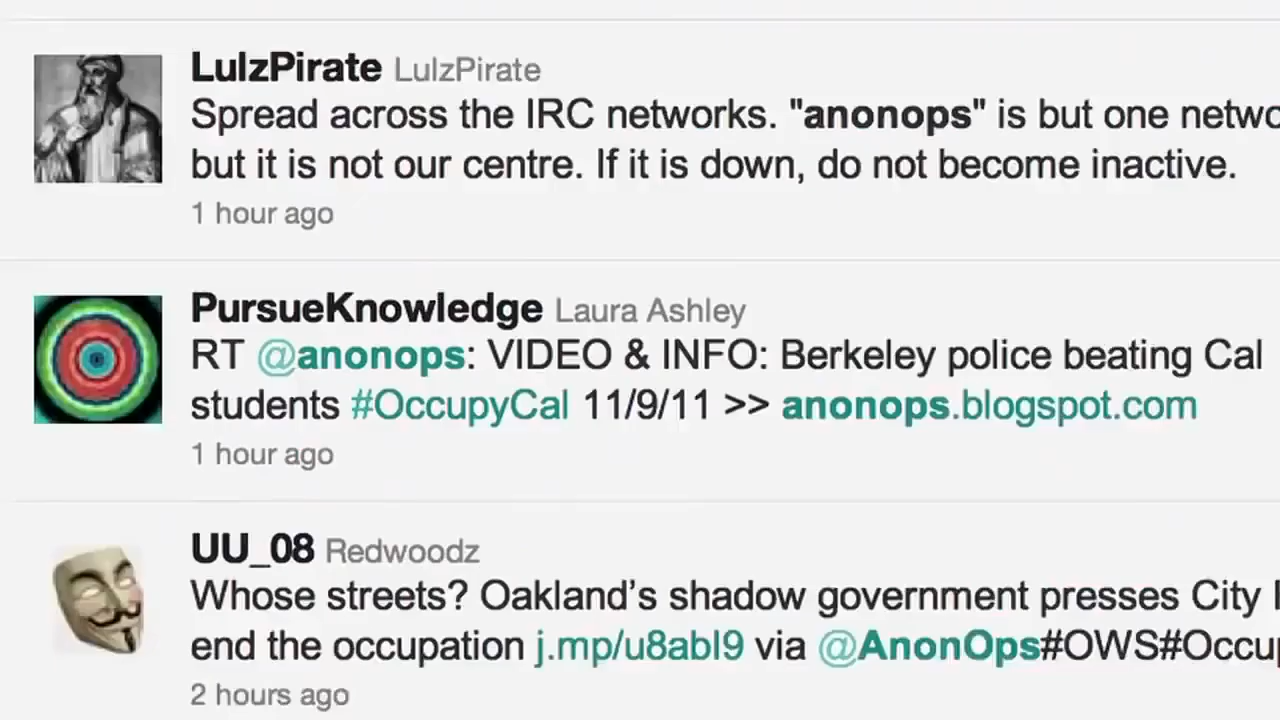 LulzPirate LulzPirate
Spread across the IRC networks. "anonops" is but one
but it is not our centre. If it is down, do not become inactive.
1 hour ago
PursueKnowledge Laura Ashley
RT @anonops: VIDEO & INFO: Berkeley police beating Cal
students #OccupyCal 11/9/11 >> anonops.blogspot.com
1 hour ago
UU_08 Redwoodz
Whose streets? Oakland’s shadow government presses City
end the occupation j.mp/u8abl9 via @AnonOps#OWS
2 hours ago